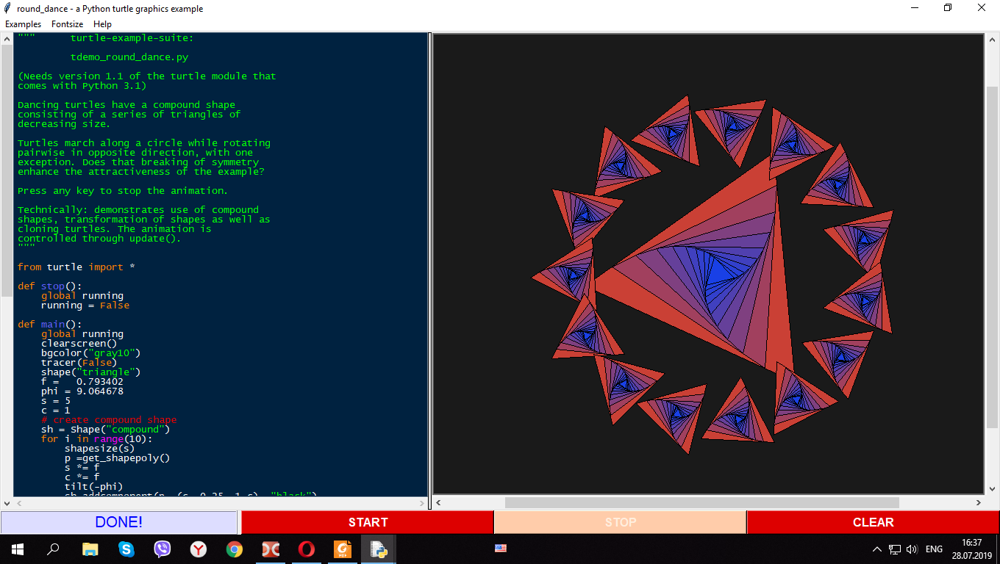 round_dance - a Python turtle graphics example
Examples Fontsize Help
""" turtle-example-suite:
tdemo_round_dance.py
(Needs version 1.1 of the turtle module that
comes with Python 3.1)
Dancing turtles have a compound shape
consisting of a series of triangles of
decreasing size.
Turtles march along a circle while rotating
pairwise in opposite direction, with one
exception. Does that breaking of symmetry
enhance the attractiveness of the example?
Press any key to stop the animation.
Technically: demonstrates use of compound
shapes, transformation of shapes as well as
cloning turtles. The animation is
controlled through update().
"""
from turtle import *
def stop():
    global running
    running = False
def main():
    global running
    clearscreen()
    bgcolor("gray10")
    tracer(False)
    shape("triangle")
    f =   0.793402
    phi = 9.064678
    s = 5
    c = 1
    # create compound shape
    sh = Shape("compound")
    for i in range(10):
        shapesize(s)
        p =get_shapepoly()
        s *= f
        c *= f
        tilt(-phi)
        sh.addcomponent(p, (c, 0.25, 1-c), "black")
DONE! START STOP CLEAR
PDF
ENG
16:37
28.07.2019